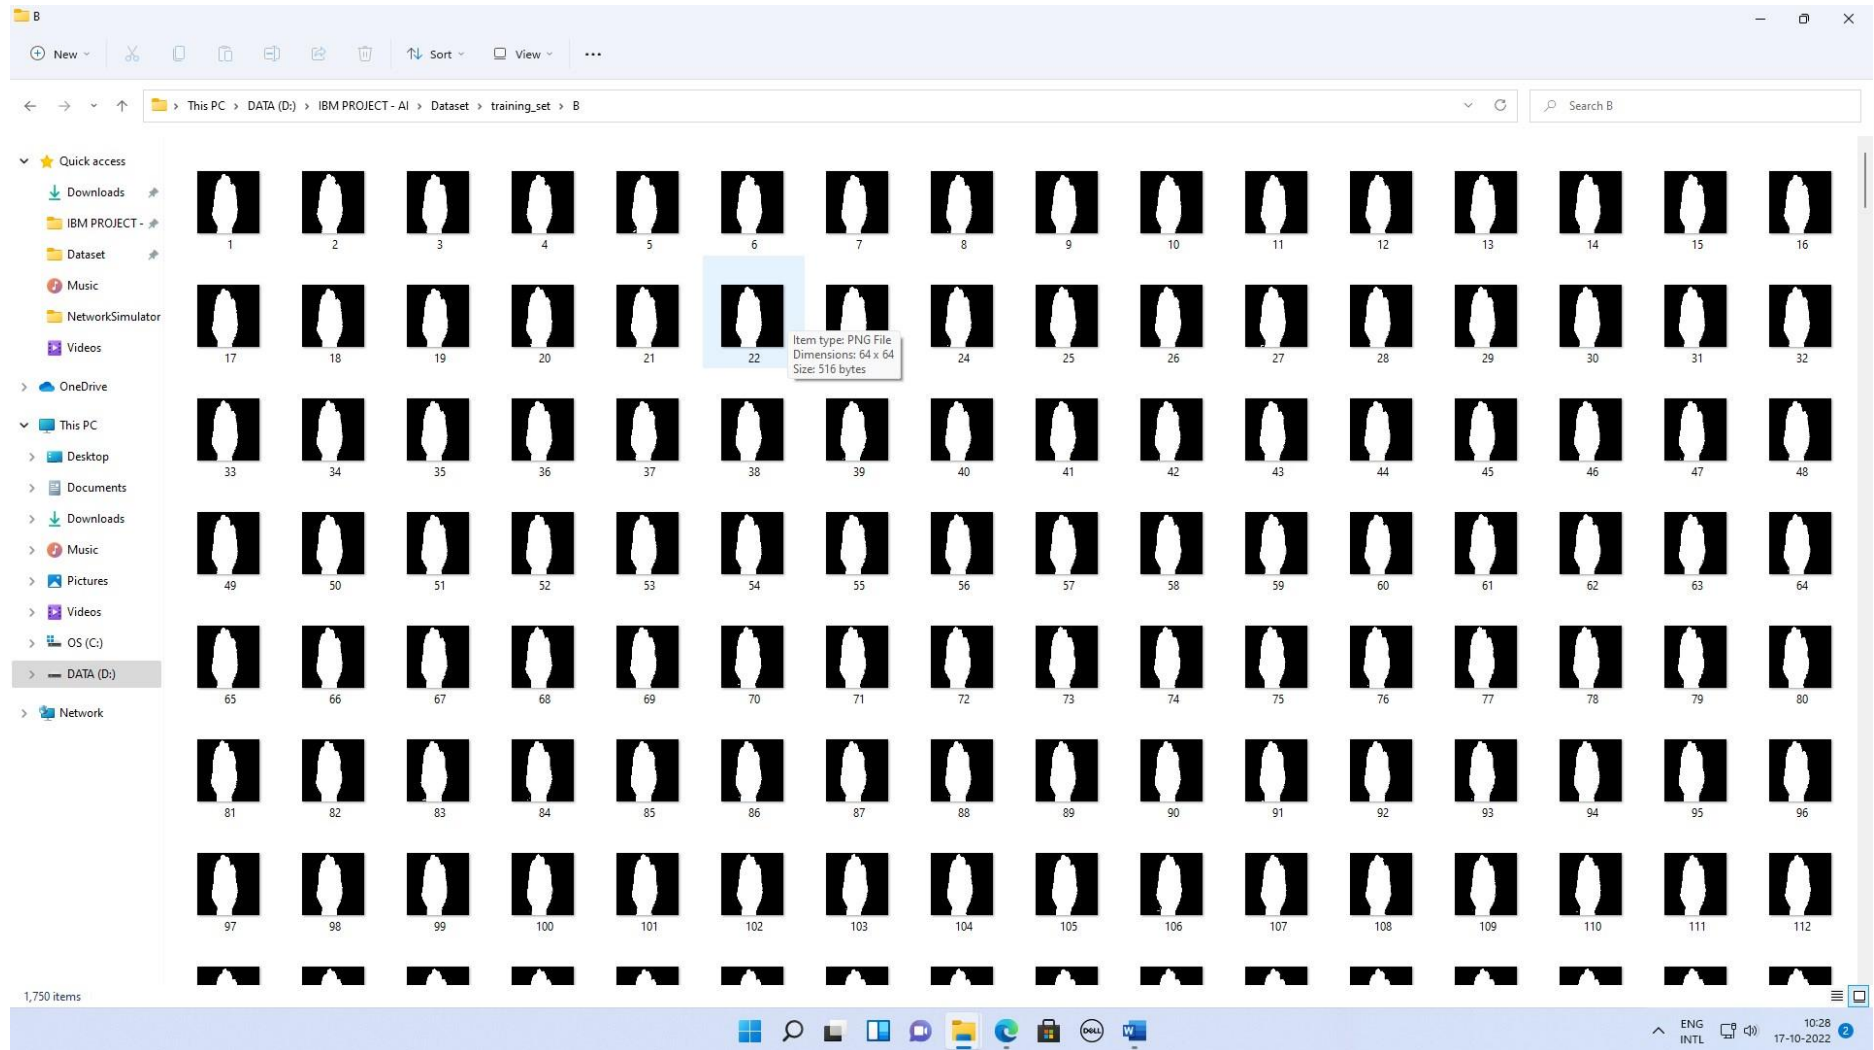 B
New
Sort
View
This PC > DATA (D:) > IBM PROJECT - AI > Dataset > training_set > B
Search B
Quick access
Downloads
IBM PROJECT -
Dataset
Music
NetworkSimulator
Videos
OneDrive
This PC
Desktop
Documents
Downloads
Music
Pictures
Videos
OS (C:)
DATA (D:)
Network
1 2 3 4 5 6 7 8 9 10 11 12 13 14 15 16
17 18 19 20 21 22 24 25 26 27 28 29 30 31 32
Item type: PNG File
Dimensions: 64 x 64
Size: 516 bytes
33 34 35 36 37 38 39 40 41 42 43 44 45 46 47 48
49 50 51 52 53 54 55 56 57 58 59 60 61 62 63 64
65 66 67 68 69 70 71 72 73 74 75 76 77 78 79 80
81 82 83 84 85 86 87 88 89 90 91 92 93 94 95 96
97 98 99 100 101 102 103 104 105 106 107 108 109 110 111 112
1,750 items
DELL
W
ENG
INTL
10:28
17-10-2022
2